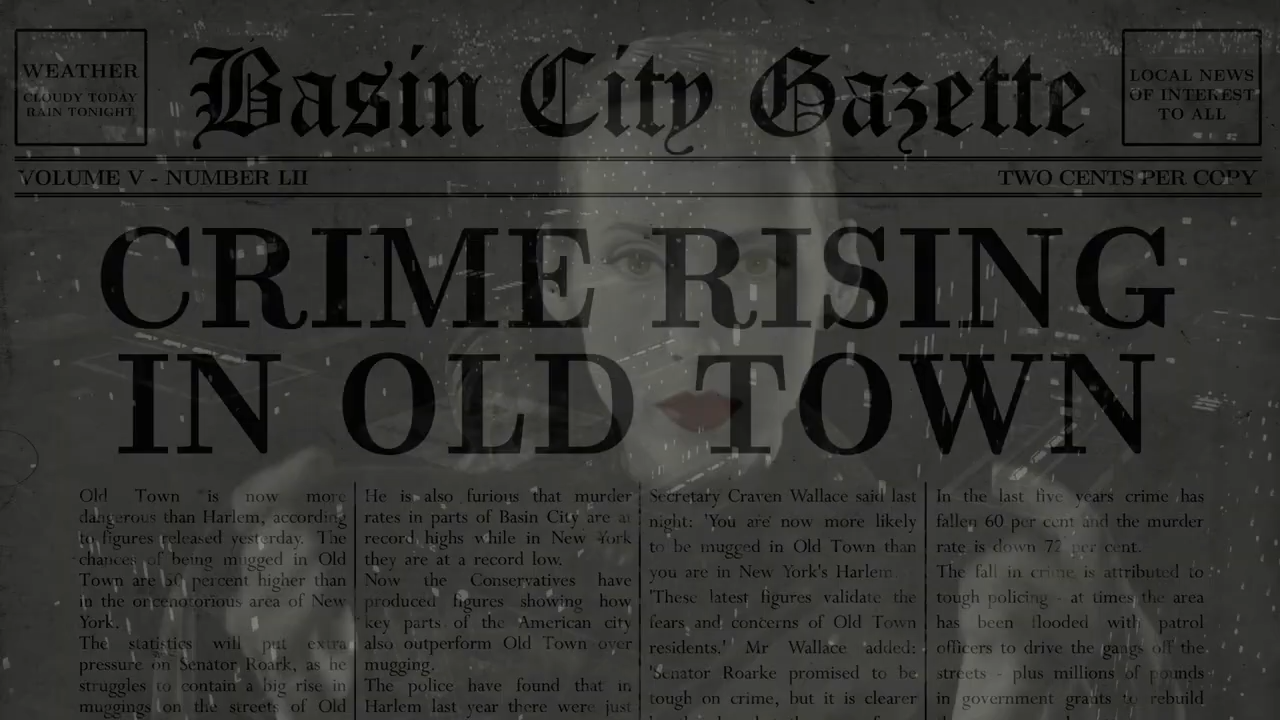 WEATHER
CLOUDY TODAY
RAIN TONIGHT
Basin City Gazette
LOCAL NEWS
OF INTEREST
TO ALL
VOLUME V - NUMBER LII
TWO CENTS PER COPY
CRIME RISING
IN OLD TOWN
Old Town is now more
dangerous than Harlem, according
to figures released yesterday. The
chances of being mugged in Old
Town are 50 percent higher than
in the oncenotorious area of New
York.
The statistics will put extra
pressure on Senator Roark, as he
struggles to contain a big rise in
muggings on the streets of Old
He is also furious that murder
rates in parts of Basin City are at
record highs while in New York
they are at a record low.
Now the Conservatives have
produced figures showing how
key parts of the American city
also outperform Old Town over
mugging.
The police have found that in
Harlem last year there were just
Secretary Craven Wallace said last
night: 'You are now more likely
to be mugged in Old Town than
you are in New York's Harlem...
'These latest figures validate the
fears and concerns of Old Town
residents.' Mr Wallace added:
'Senator Roarke promised to be
tough on crime, but it is clearer
In the last five years crime has
fallen 60 per cent and the murder
rate is down 72 per cent.
The fall in crime is attributed to
tough policing - at times the area
has been flooded with patrol
officers to drive the gangs off the
streets - plus millions of pounds
in government grants to rebuild